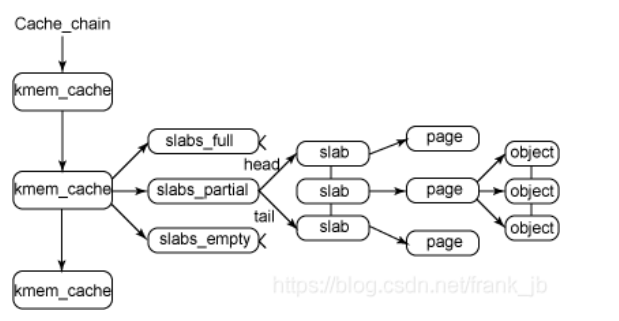 Cache_chain
kmem_cache
slabs_full
head
slab
page
object
kmem_cache
slabs_partial
slab
page
object
tail
slab
object
slabs_empty
page
kmem_cache
https://blog.csdn.net/frank_jb